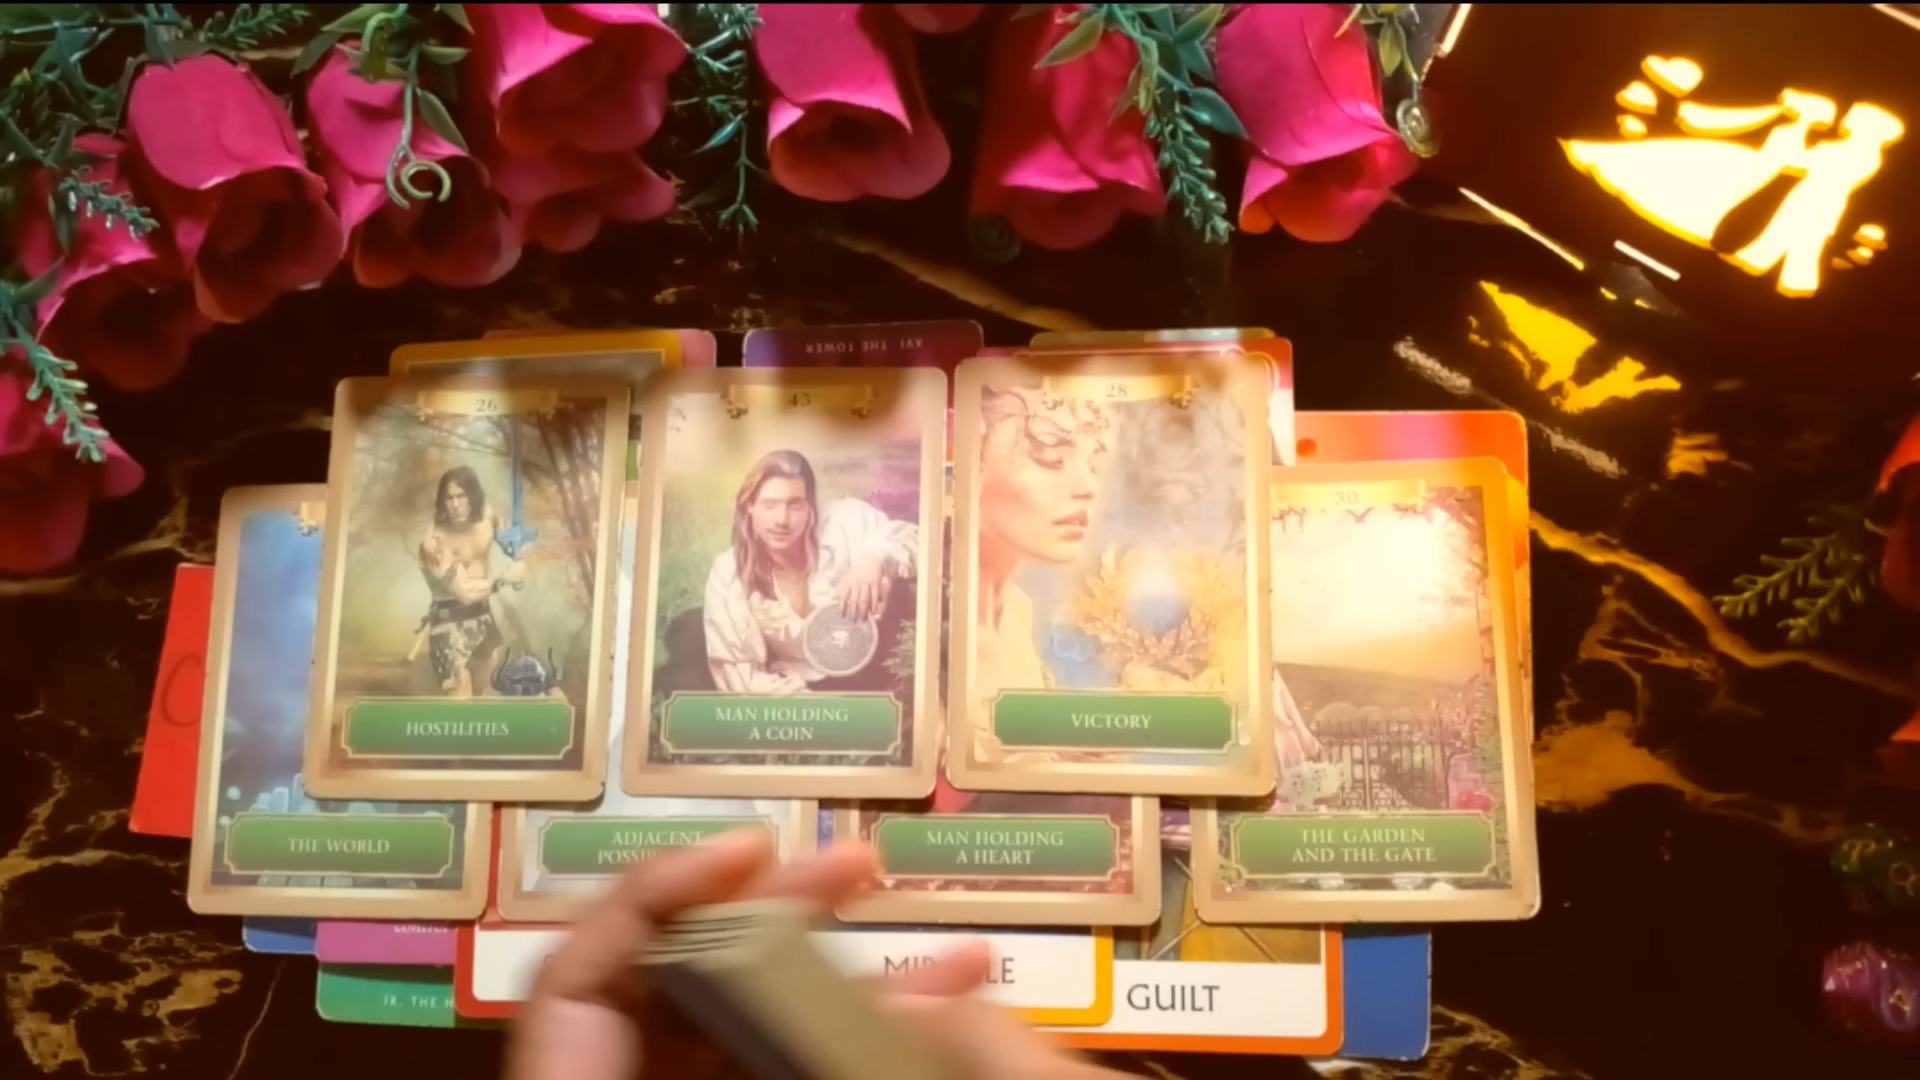 XVI THE TOWER
26
43
28
30
HOSTILITIES
MAN HOLDING
A COIN
VICTORY
THE WORLD
ADJACENT
MAN HOLDING
A HEART
THE GARDEN
AND THE GATE
GUILT
IX. THE